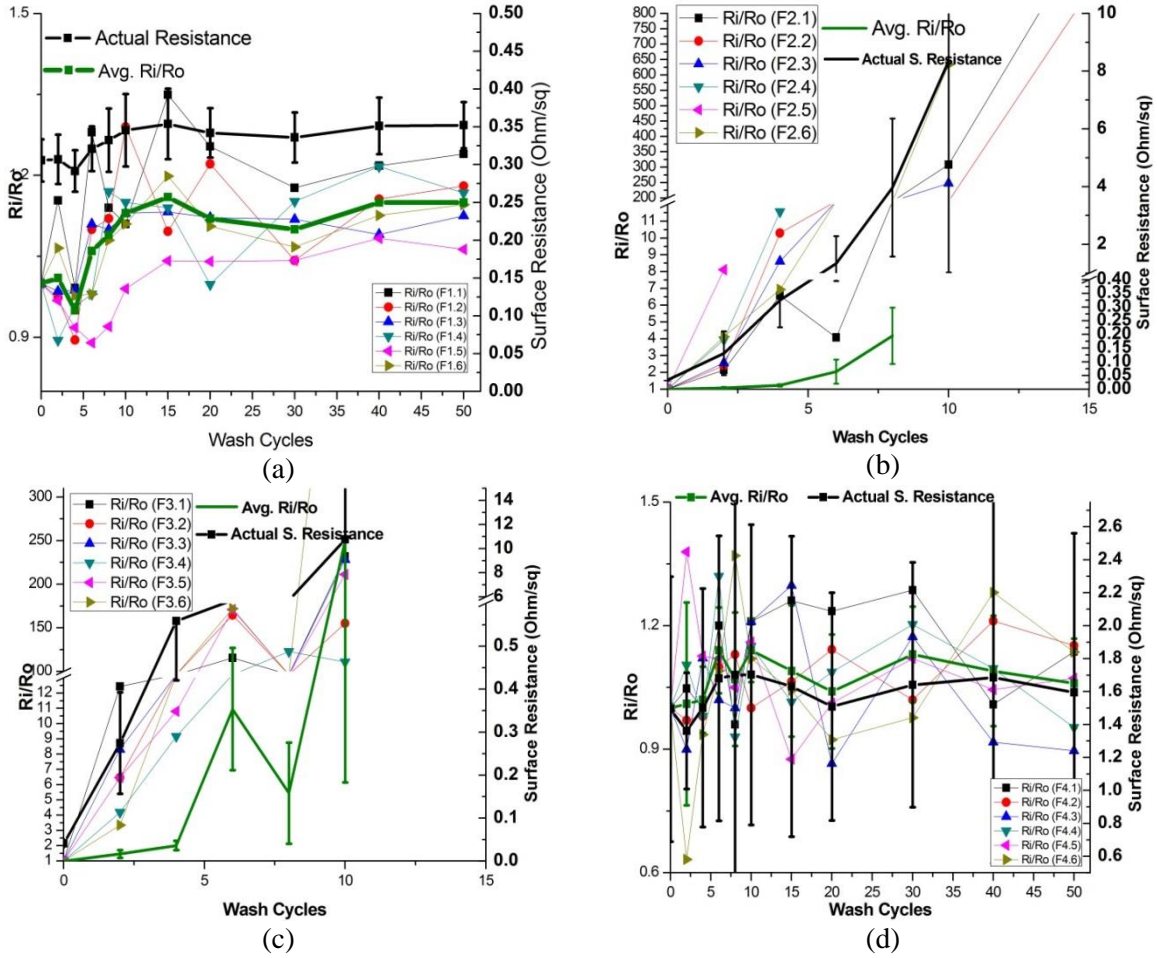 1.5
1.2
0.9
Ri/Ro
0.50
0.45
0.40
0.35
0.30
0.25
0.20
0.15
0.10
0.05
0.00
Surface Resistance (Ohm/sq)
Actual Resistance
Avg. Ri/Ro
Ri/Ro (F1.1)
Ri/Ro (F1.2)
Ri/Ro (F1.3)
Ri/Ro (F1.4)
Ri/Ro (F1.5)
Ri/Ro (F1.6)
0 5 10 15 20 25 30 35 40 45 50
Wash Cycles
(a)
800
750
700
650
600
550
500
450
400
350
300
250
200
11
10
9
8
7
6
5
4
3
2
1
Ri/Ro
Ri/Ro (F2.1)
Ri/Ro (F2.2)
Ri/Ro (F2.3)
Ri/Ro (F2.4)
Ri/Ro (F2.5)
Ri/Ro (F2.6)
Avg. Ri/Ro
Actual S. Resistance
10
8
6
4
2
0.40
0.35
0.30
0.25
0.20
0.15
0.10
0.05
0.00
Surface Resistance (Ohm/sq)
0 5 10 15
Wash Cycles
(b)
300
250
200
175
150
125
100
Ri/Ro
Ri/Ro (F3.1)
Ri/Ro (F3.2)
Ri/Ro (F3.3)
Ri/Ro (F3.4)
Ri/Ro (F3.5)
Ri/Ro (F3.6)
Avg. Ri/Ro
Actual S. Resistance
14
12
10
8
6
0.5
0.4
0.3
0.2
0.1
0.0
Surface Resistance (Ohm/sq)
0 5 10 15
Wash Cycles
(c)
Avg. Ri/Ro
Actual S. Resistance
1.5
1.2
0.9
0.6
Ri/Ro
2.6
2.4
2.2
2.0
1.8
1.6
1.4
1.2
1.0
0.8
0.6
Surface Resistance (Ohm/sq)
Ri/Ro (F4.1)
Ri/Ro (F4.2)
Ri/Ro (F4.3)
Ri/Ro (F4.4)
Ri/Ro (F4.5)
Ri/Ro (F4.6)
0 5 10 15 20 25 30 35 40 45 50
Wash Cycles
(d)